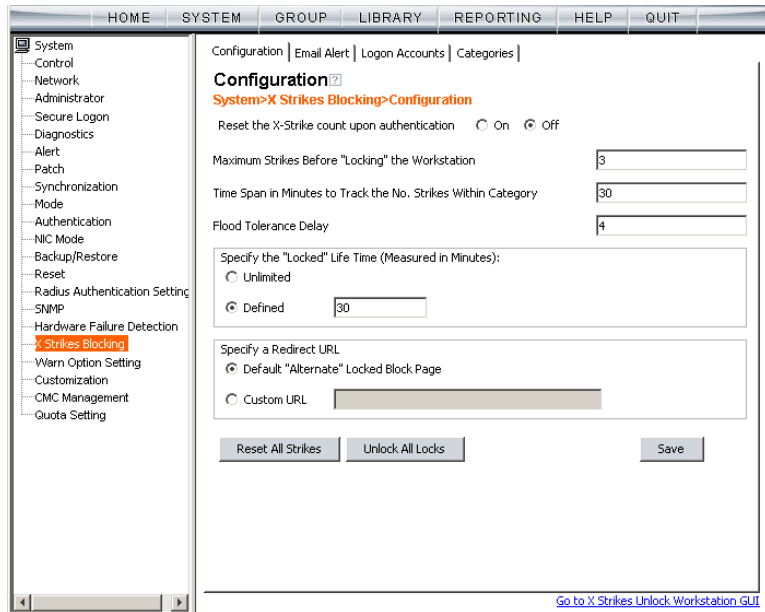 HOME SYSTEM GROUP LIBRARY REPORTING HELP QUIT
System
Control
Network
Administrator
Secure Logon
Diagnostics
Alert
Patch
Synchronization
Mode
Authentication
NIC Mode
Backup/Restore
Reset
Radius Authentication Setting
SNMP
Hardware Failure Detection
X Strikes Blocking
Warn Option Setting
Customization
CMC Management
Quota Setting
Configuration Email Alert Logon Accounts Categories
Configuration ?
System>X Strikes Blocking>Configuration
Reset the X-Strike count upon authentication On Off
Maximum Strikes Before "Locking" the Workstation 3
Time Span in Minutes to Track the No. Strikes Within Category 30
Flood Tolerance Delay 4
Specify the "Locked" Life Time (Measured in Minutes):
Unlimited
Defined 30
Specify a Redirect URL
Default "Alternate" Locked Block Page
Custom URL
Reset All Strikes Unlock All Locks Save
Go to X Strikes Unlock Workstation GUI